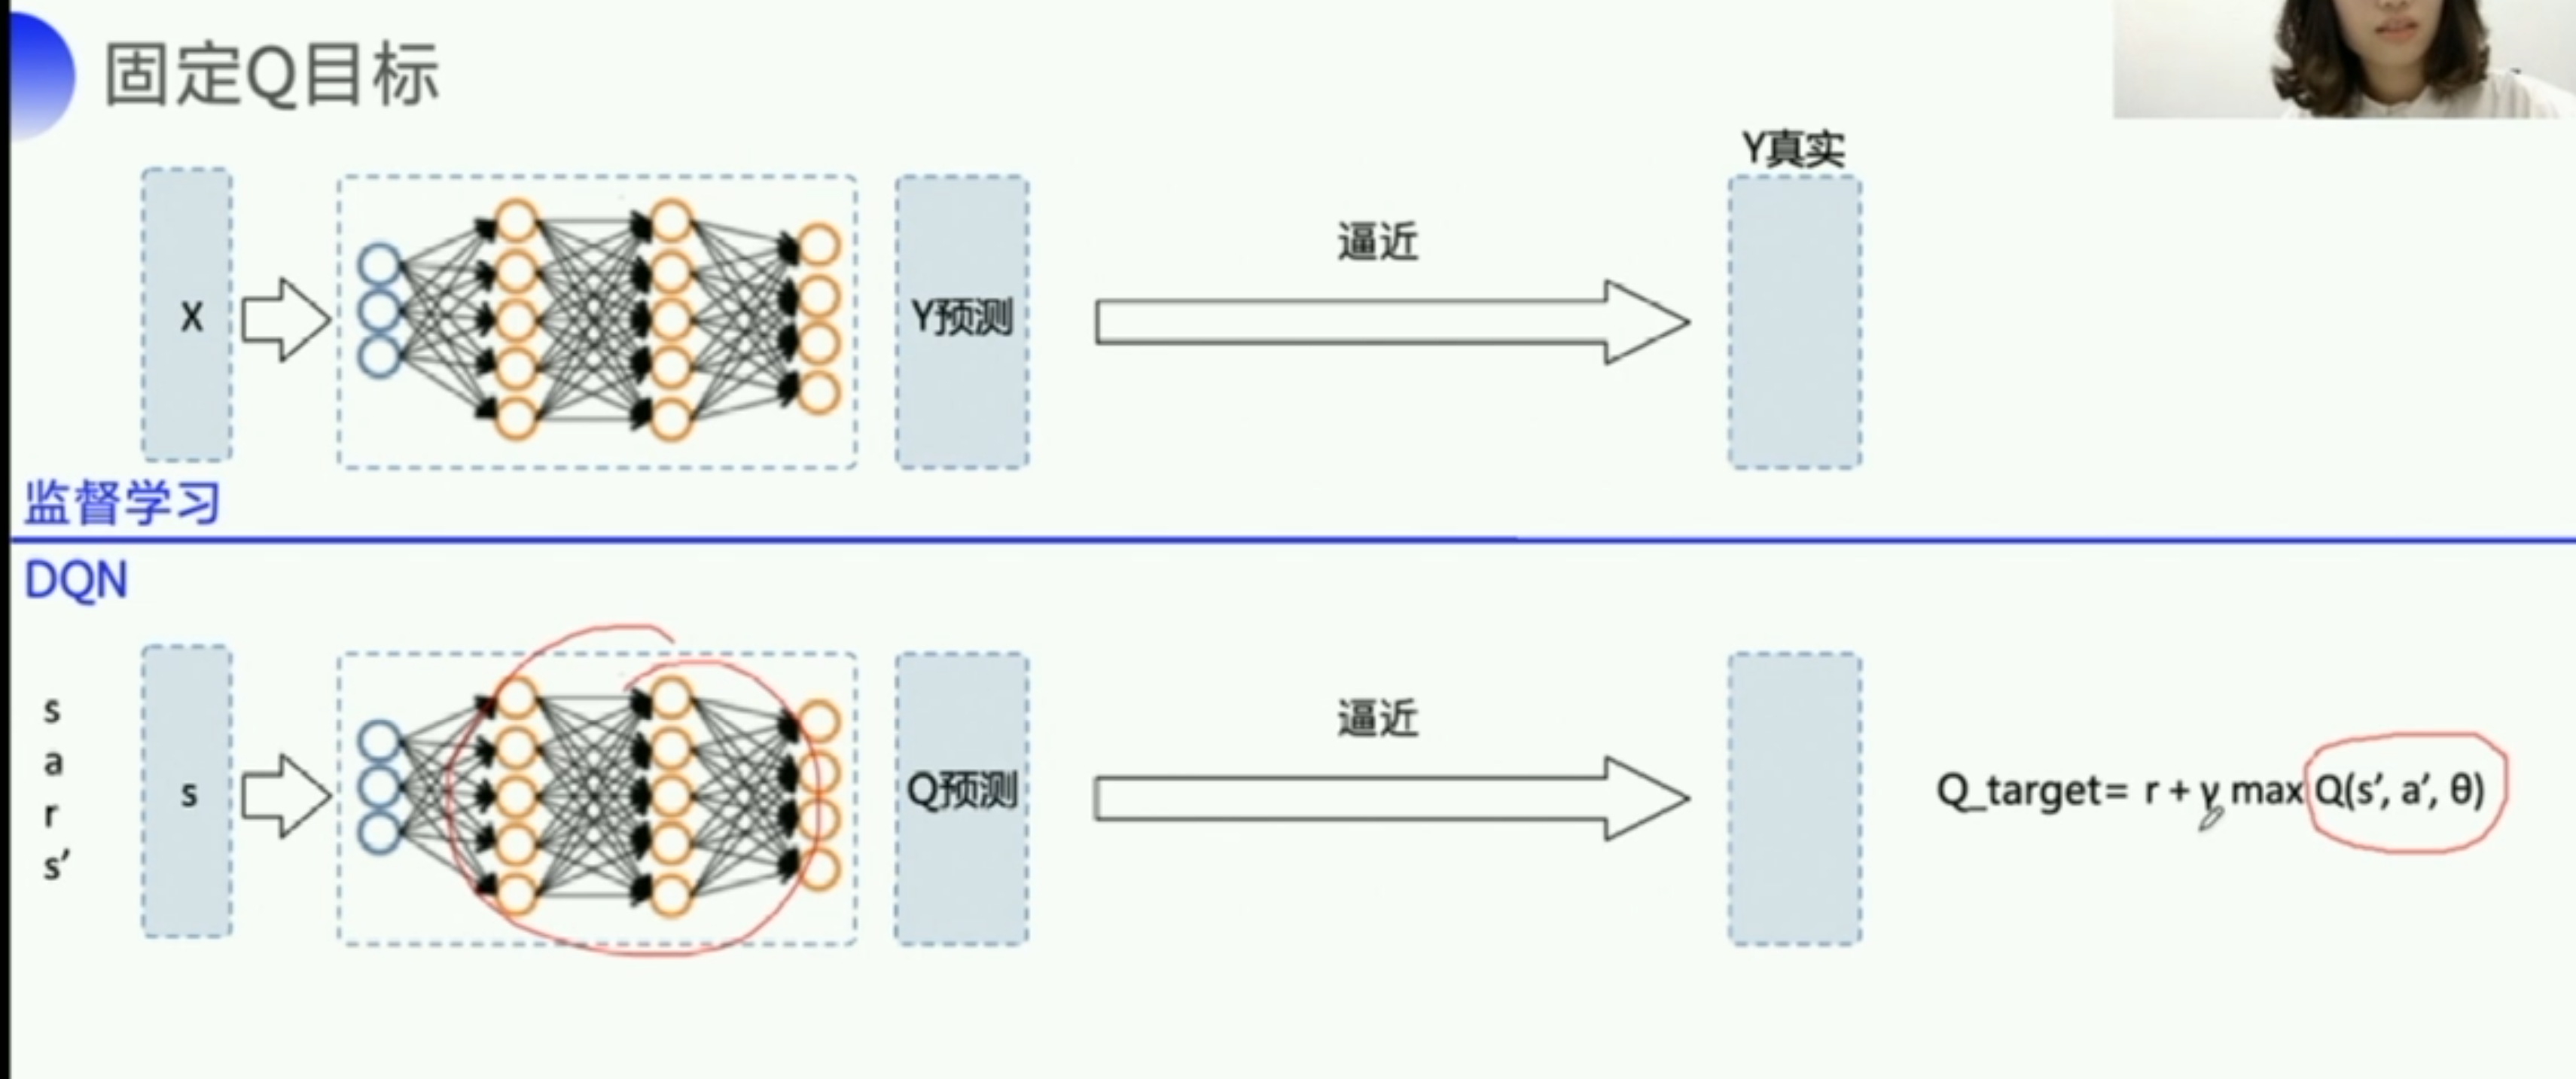 固定Q目标
Y真实
X
Y预测
逼近
监督学习
DQN
s
a
r
s′
s
Q预测
逼近
Q_target= r + γ max Q(s′, a′, θ)